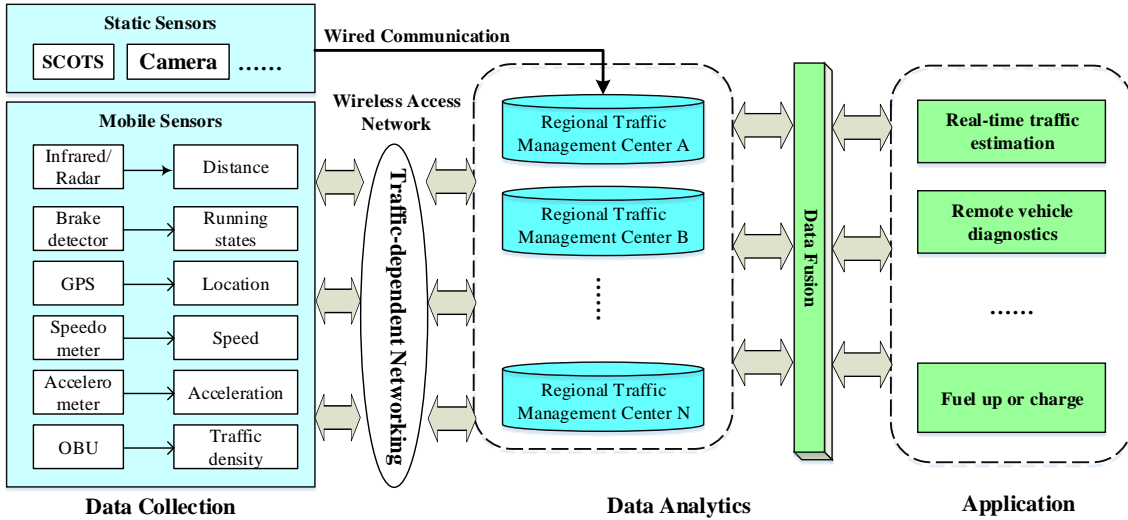 Static Sensors
SCOTS
Camera
......
Wired Communication
Mobile Sensors
Infrared/
Radar
Distance
Brake
detector
Running
states
GPS
Location
Speedo
meter
Speed
Accelero
meter
Acceleration
OBU
Traffic
density
Data Collection
Wireless Access
Network
Traffic-dependent Networking
Regional Traffic
Management Center A
Regional Traffic
Management Center B
......
Regional Traffic
Management Center N
Data Analytics
Data Fusion
Real-time traffic
estimation
Remote vehicle
diagnostics
......
Fuel up or charge
Application